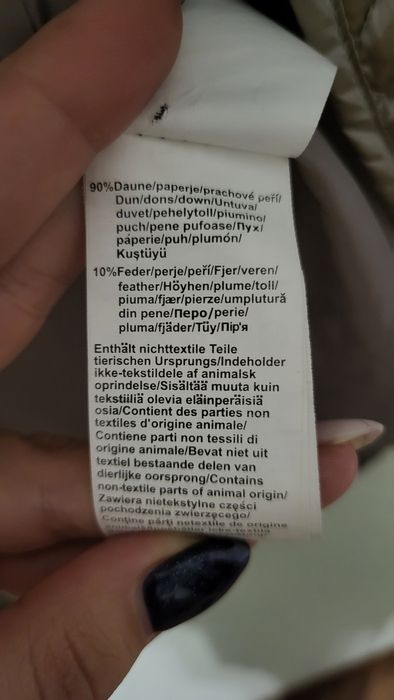 90%Daune/paperje/prachové peří/
Dun/dons/down/Untuva/
duvet/pehelytoll/piumino/
puch/pene pufoase/Пух/
páperie/puh/plumón/
Kuştüyü
10%Feder/perje/peří/Fjer/veren/
feather/Höyhen/plume/toll/
piuma/fjær/pierze/umplutură
din pene/Перо/perie/
pluma/fjäder/Tüy/Пір'я
Enthält nichttextile Teile
tierischen Ursprungs/Indeholder
ikke-tekstildele af animalsk
oprindelse/Sisältää muuta kuin
tekstiiliä olevia eläinperäisiä
osia/Contient des parties non
textiles d'origine animale/
Contiene parti non tessili di
origine animale/Bevat niet uit
textiel bestaande delen van
dierlijke oorsprong/Contains
non-textile parts of animal origin/
Zawiera nietekstylne części
pochodzenia zwierzęcego/
Conţine părţi netextile de origine